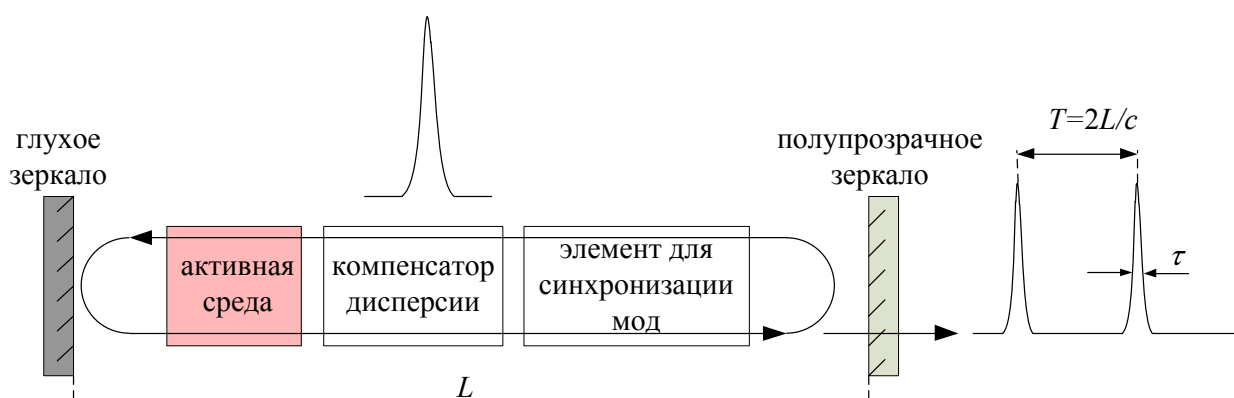 глухое
зеркало
активная
среда
компенсатор
дисперсии
элемент для
синхронизации
мод
L
полупрозрачное
зеркало
T=2L/c
τ